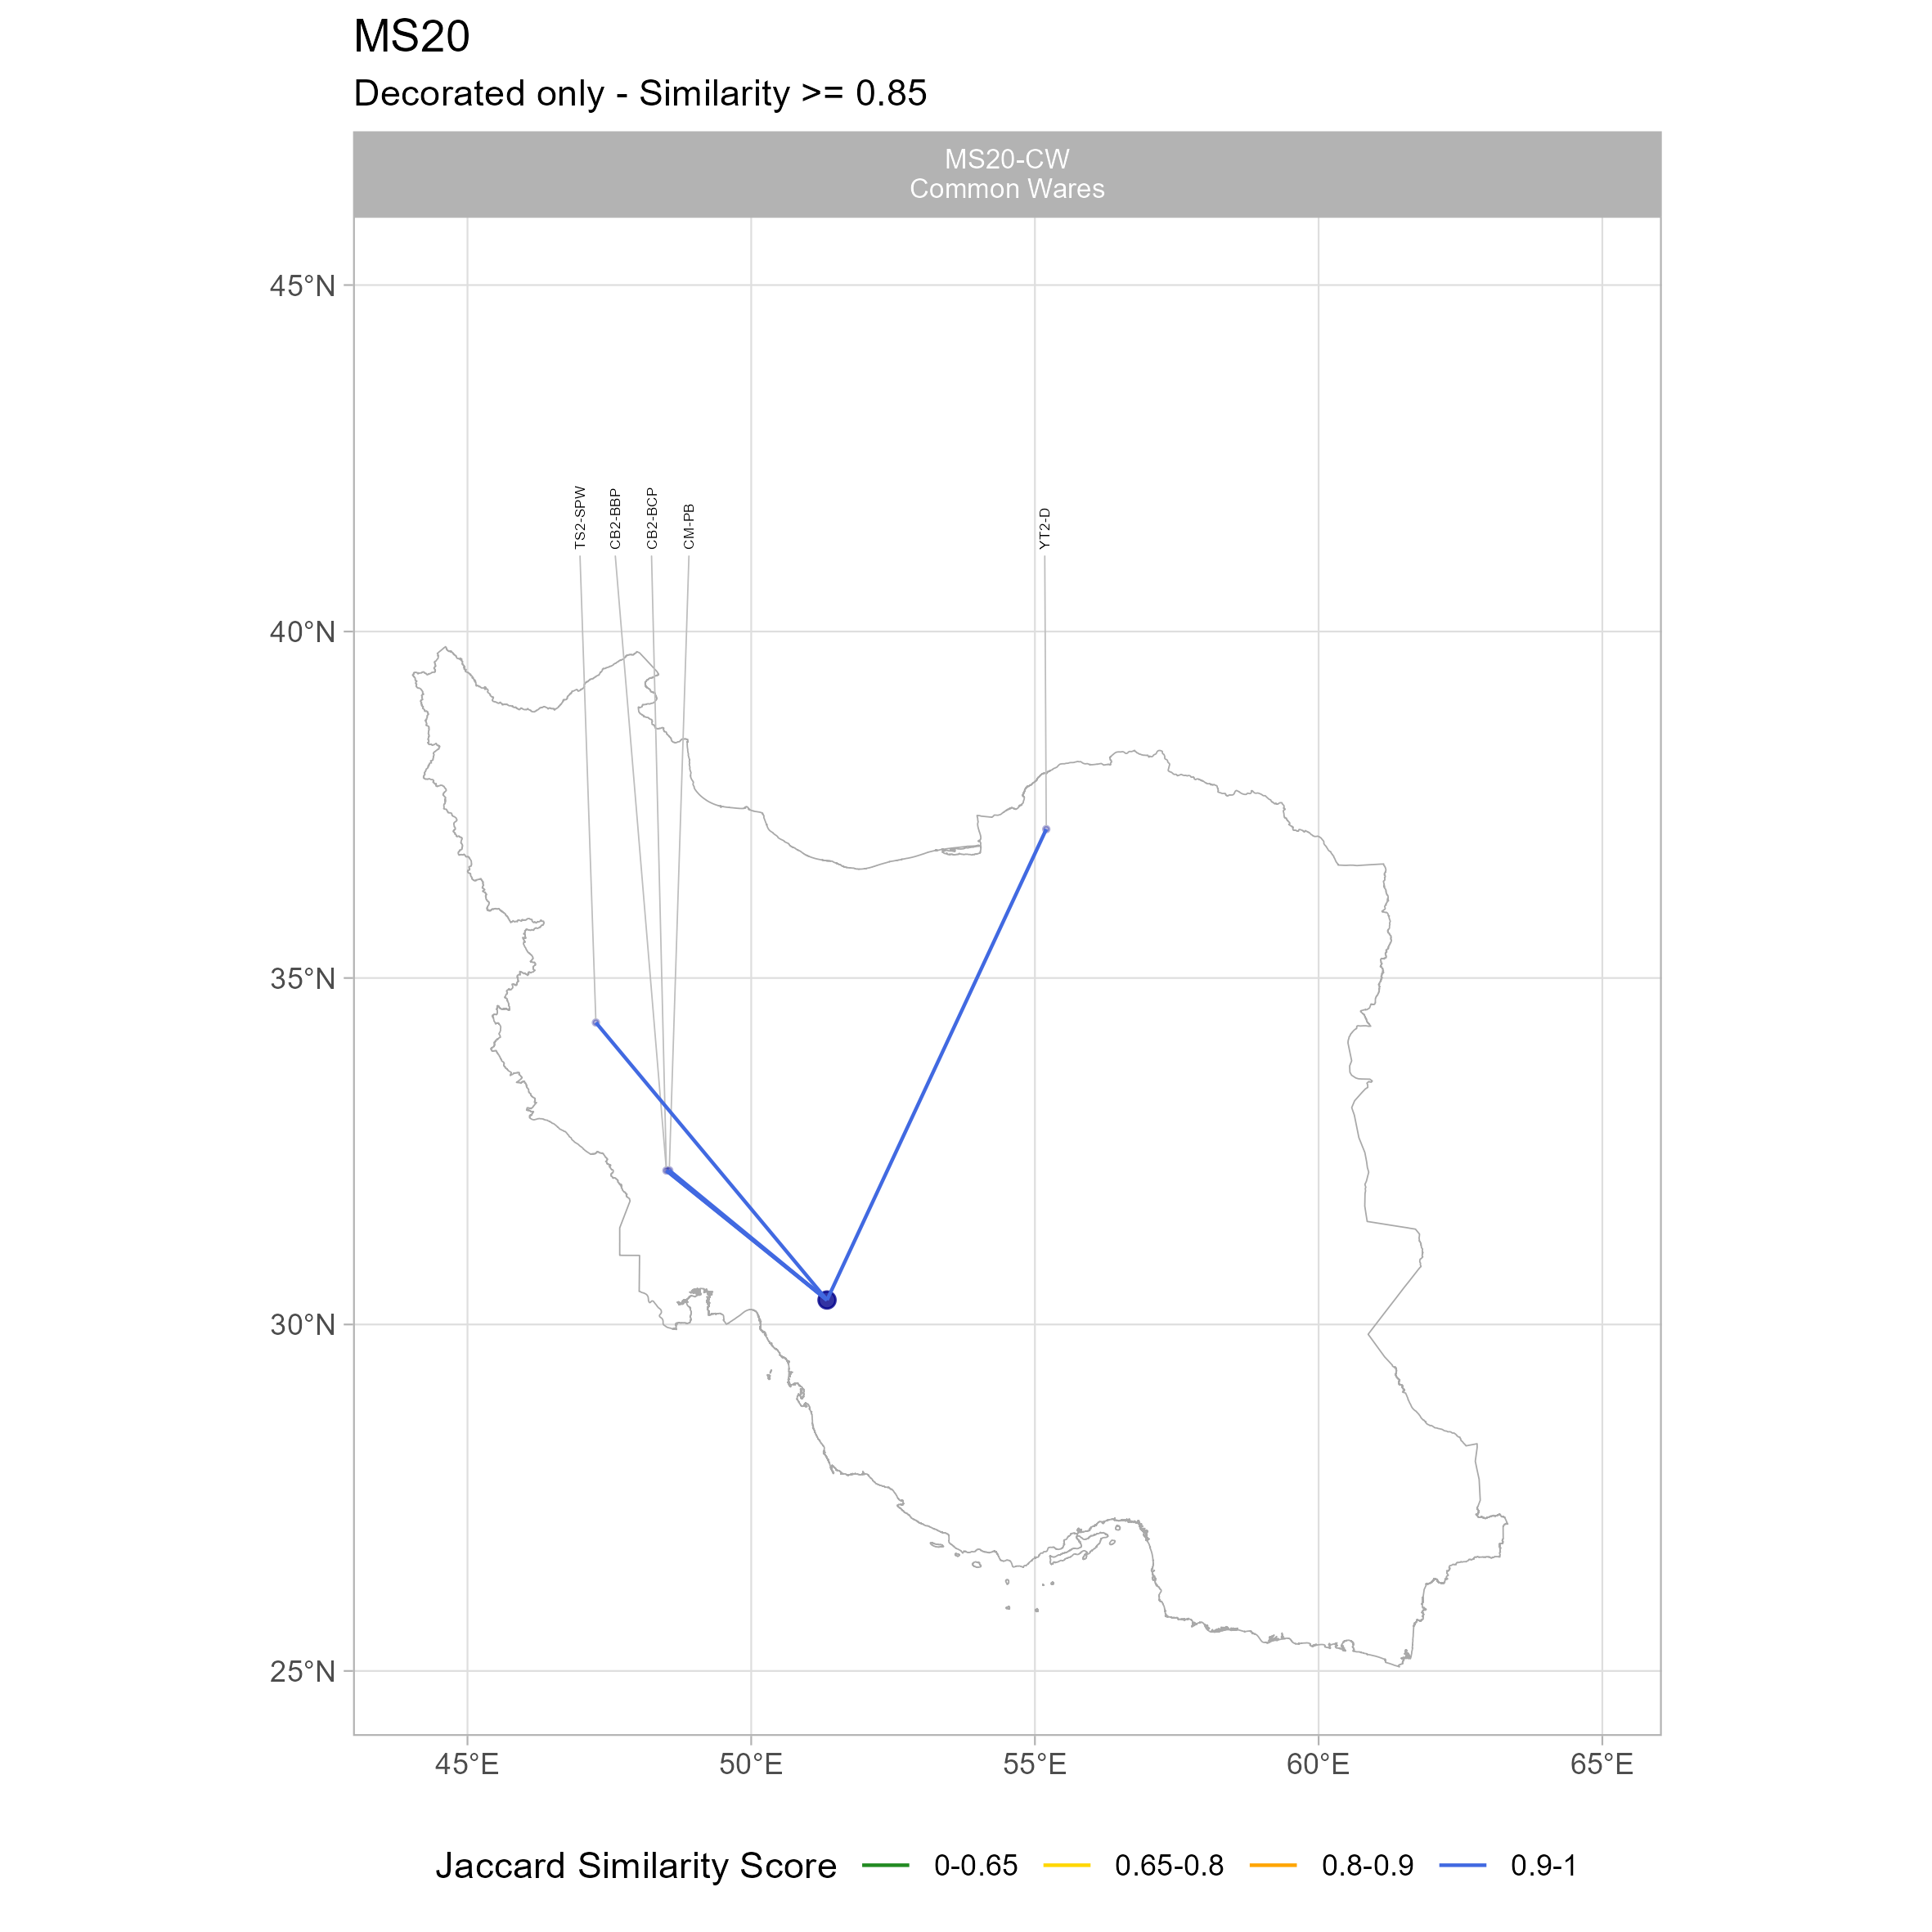 MS20
Decorated only - Similarity >= 0.85
MS20-CW
Common Wares
45°N
40°N
35°N
30°N
25°N
TS2-SPW
CB2-BBP
CB2-BCP
CM-PB
YT2-D
45°E
50°E
55°E
60°E
65°E
Jaccard Similarity Score 0-0.65 0.65-0.8 0.8-0.9 0.9-1